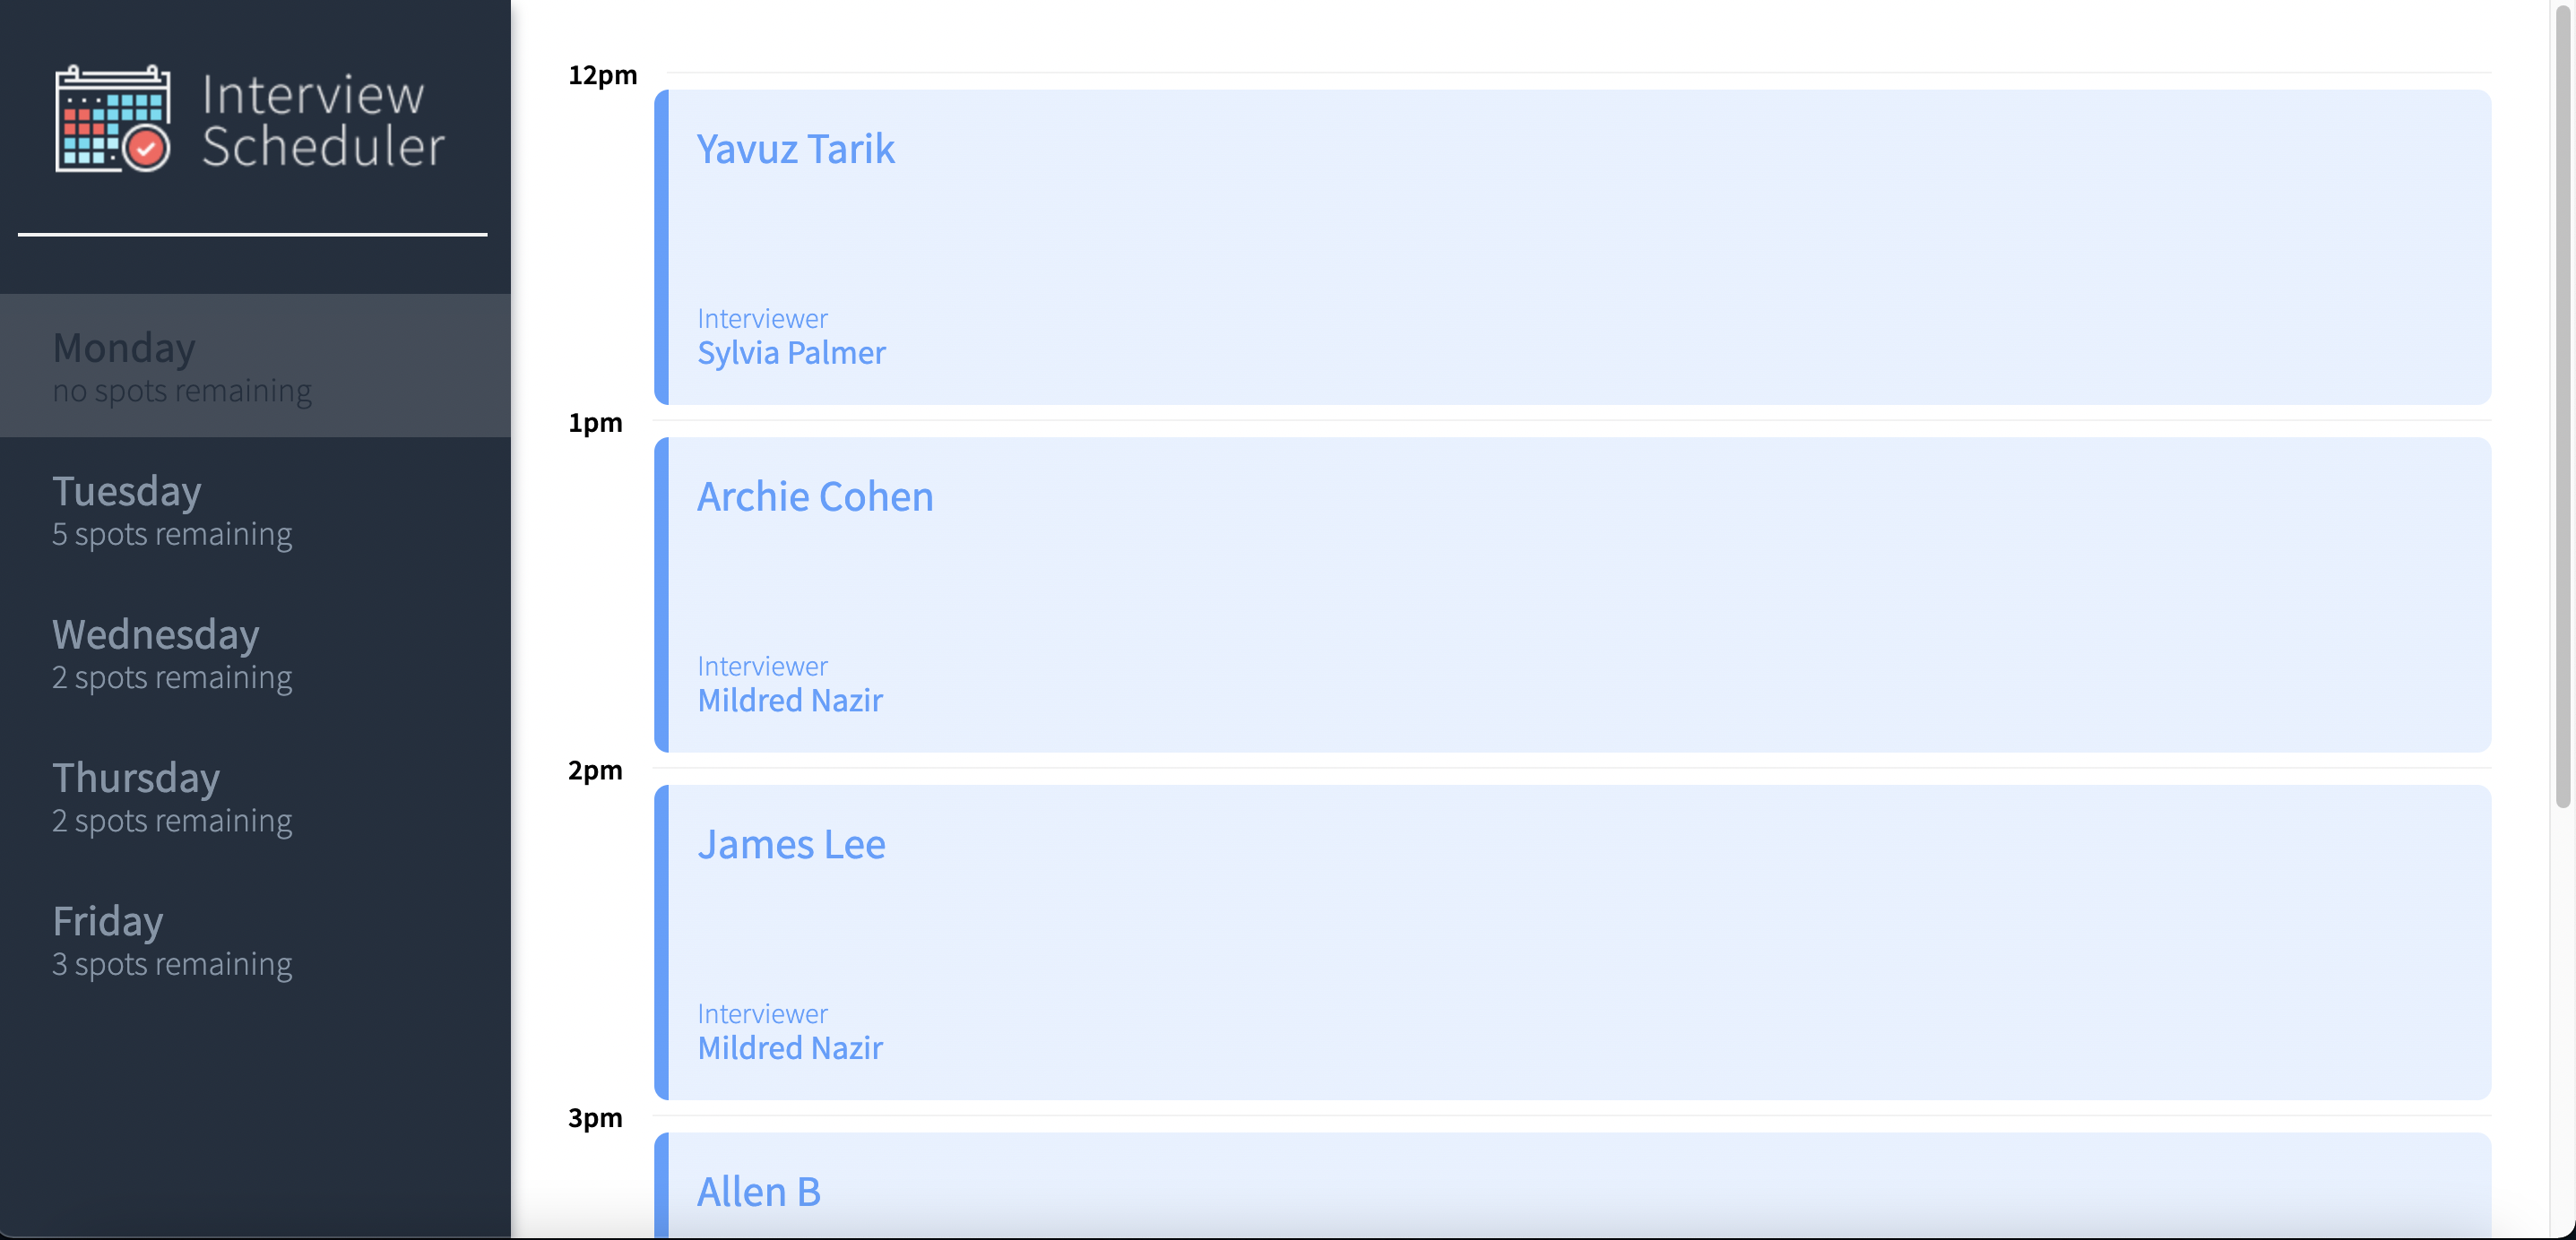 Interview
Scheduler
Monday
no spots remaining
Tuesday
5 spots remaining
Wednesday
2 spots remaining
Thursday
2 spots remaining
Friday
3 spots remaining
12pm
Yavuz Tarik
Interviewer
Sylvia Palmer
1pm
Archie Cohen
Interviewer
Mildred Nazir
2pm
James Lee
Interviewer
Mildred Nazir
3pm
Allen B